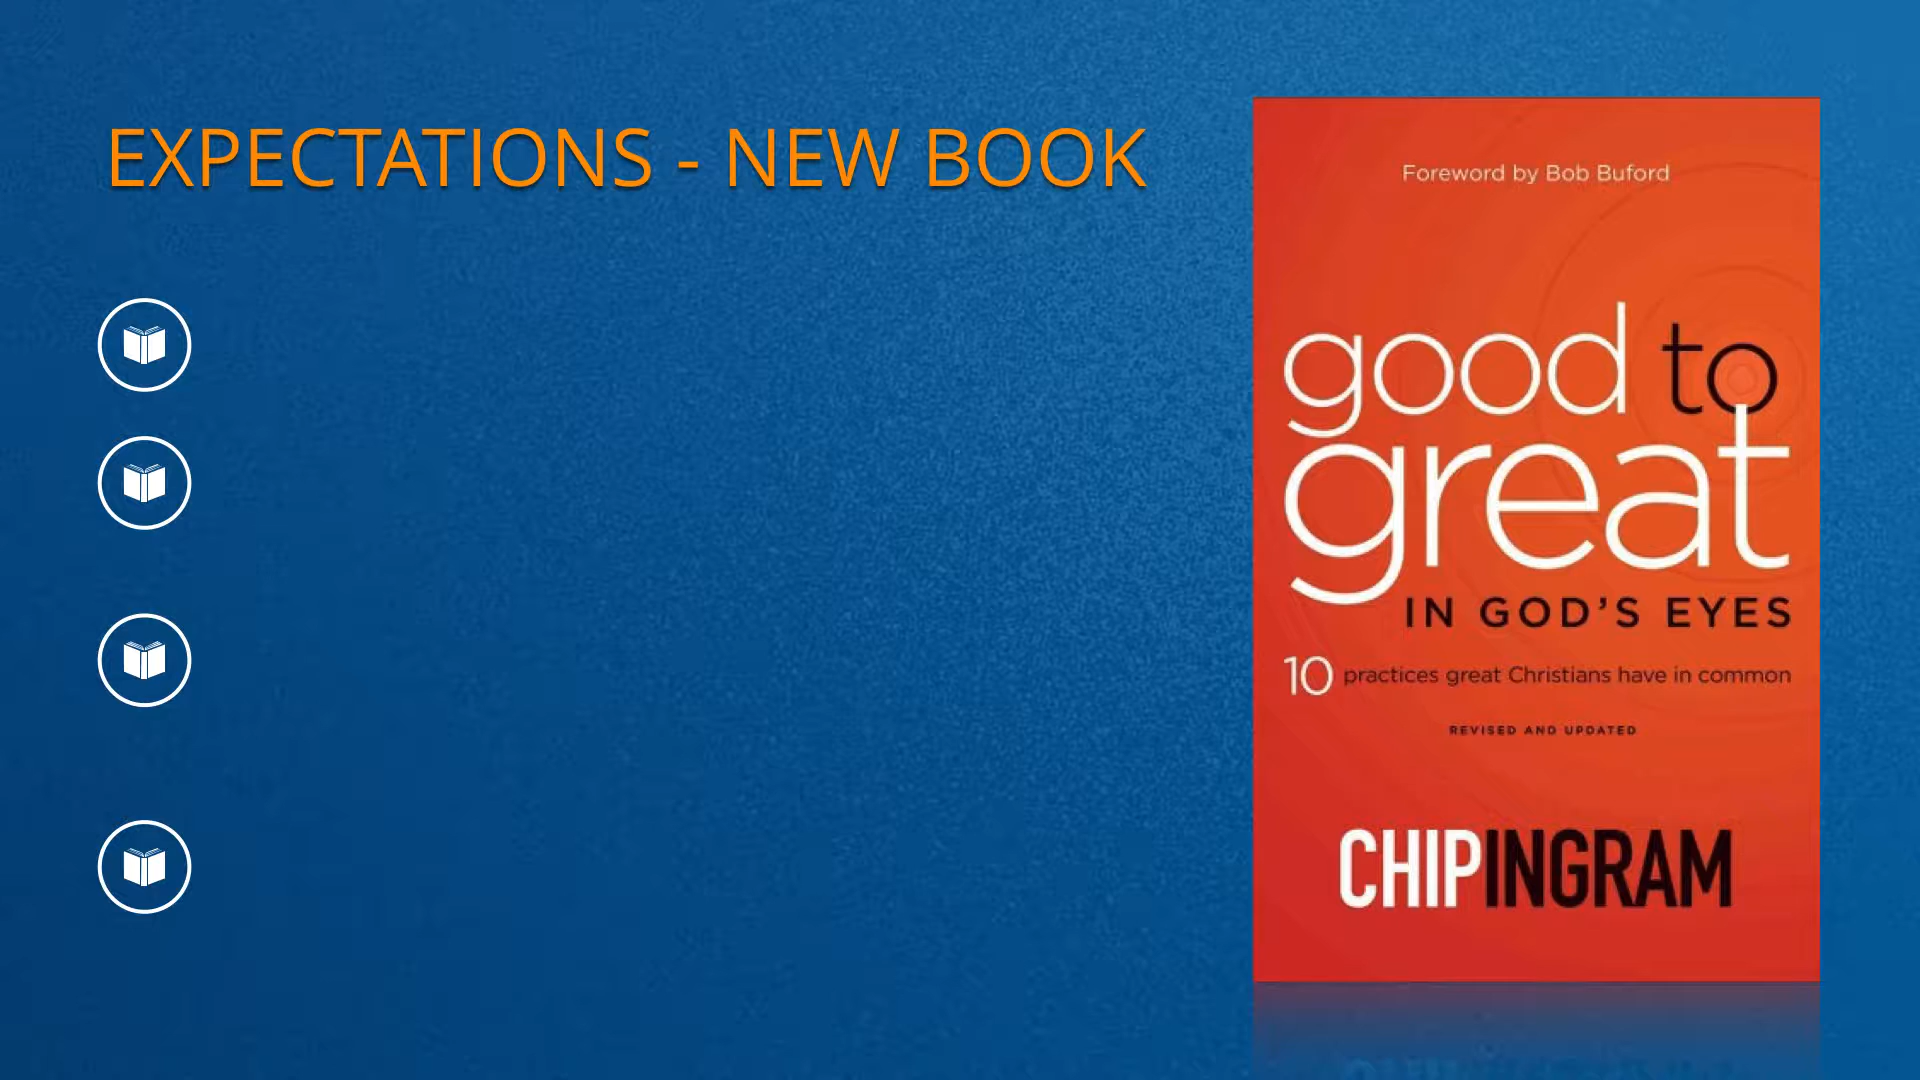 EXPECTATIONS - NEW BOOK
Foreword by Bob Buford
good to
great
IN GOD'S EYES
10 practices great Christians have in common
REVISED AND UPDATED
CHIPINGRAM